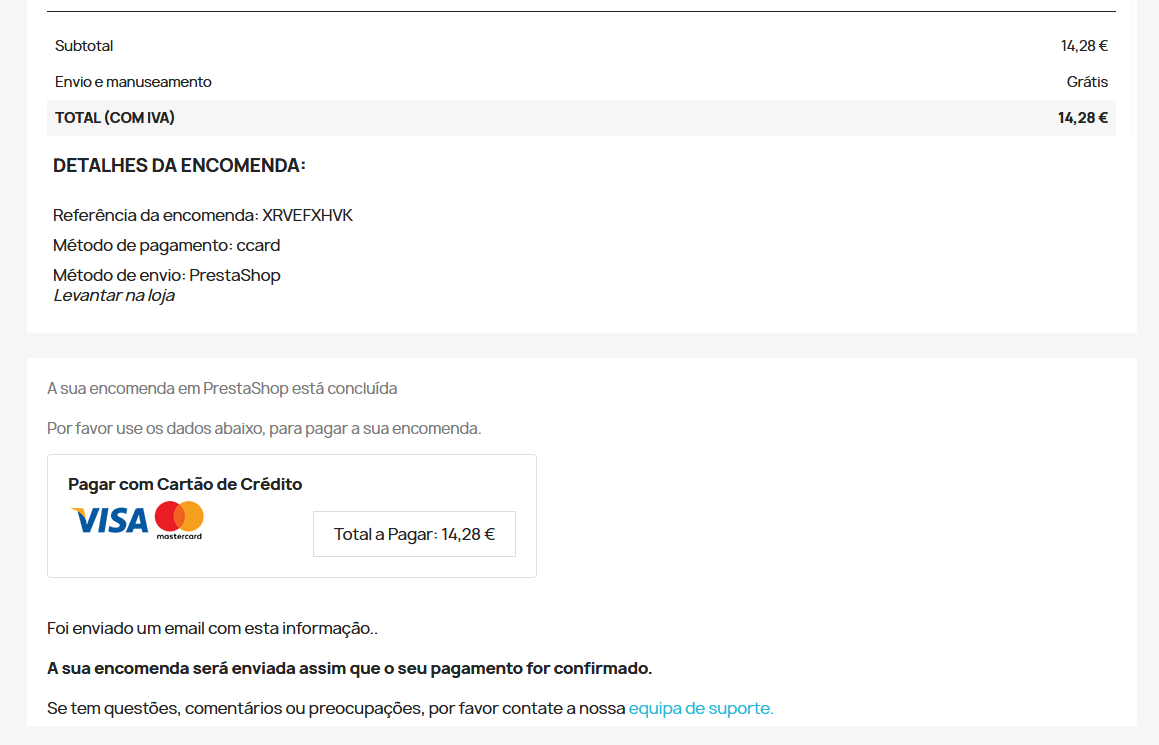 Subtotal 14,28 €
Envio e manuseamento Grátis
TOTAL (COM IVA) 14,28 €
DETALHES DA ENCOMENDA:
Referência da encomenda: XRVEFXHVK
Método de pagamento: ccard
Método de envio: PrestaShop
Levantar na loja
A sua encomenda em PrestaShop está concluída
Por favor use os dados abaixo, para pagar a sua encomenda.
Pagar com Cartão de Crédito
VISA mastercard
Total a Pagar: 14,28 €
Foi enviado um email com esta informação..
A sua encomenda será enviada assim que o seu pagamento for confirmado.
Se tem questões, comentários ou preocupações, por favor contate a nossa equipa de suporte.